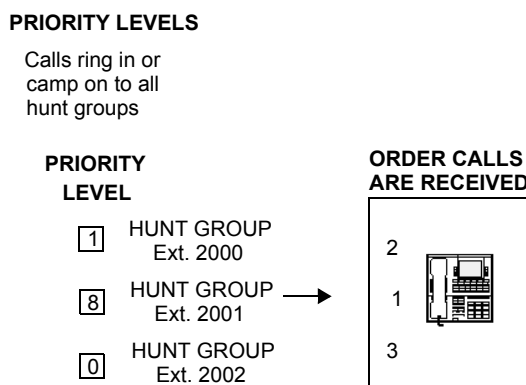 PRIORITY LEVELS
Calls ring in or
camp on to all
hunt groups
PRIORITY
LEVEL
ORDER CALLS
ARE RECEIVED
1 HUNT GROUP
Ext. 2000
2
8 HUNT GROUP
Ext. 2001
1
0 HUNT GROUP
Ext. 2002
3